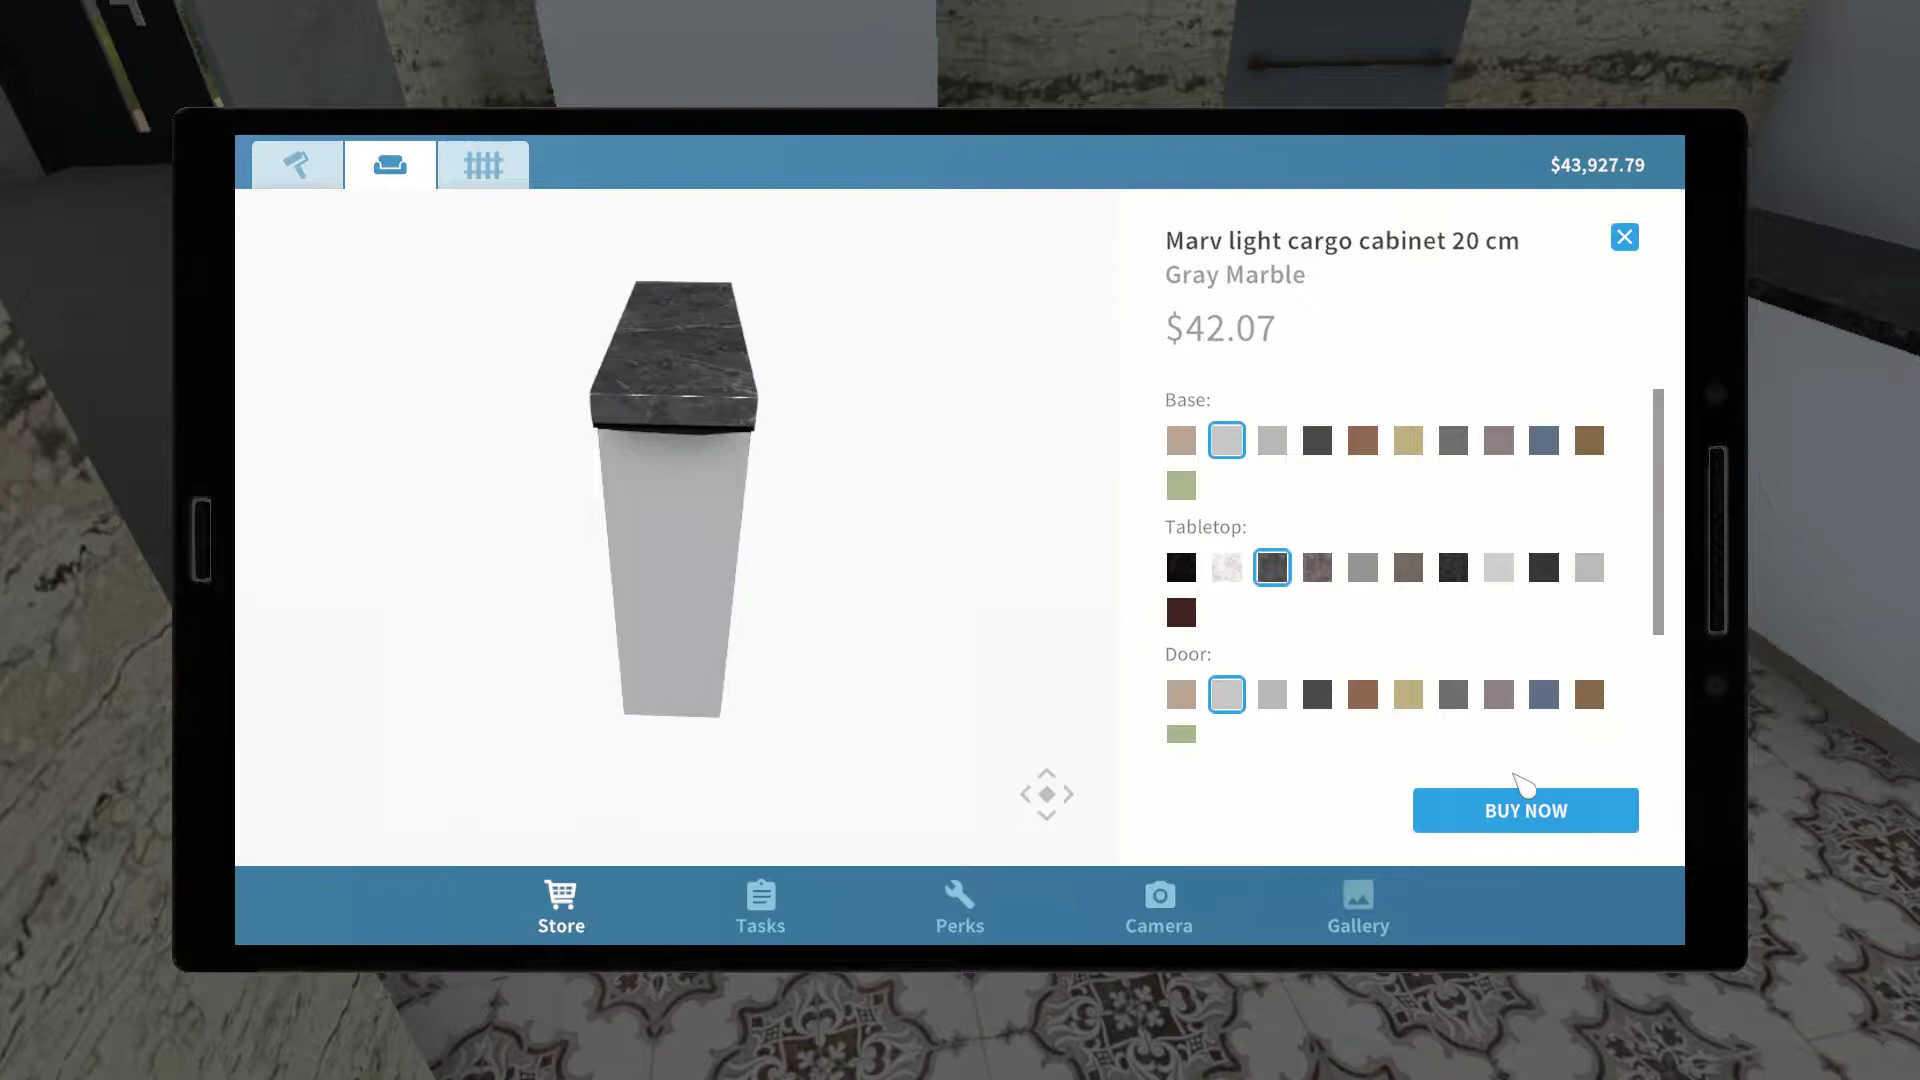 $43,927.79
Marv light cargo cabinet 20 cm
Gray Marble
$42.07
Base:
Tabletop:
Door:
BUY NOW
Store
Tasks
Perks
Camera
Gallery